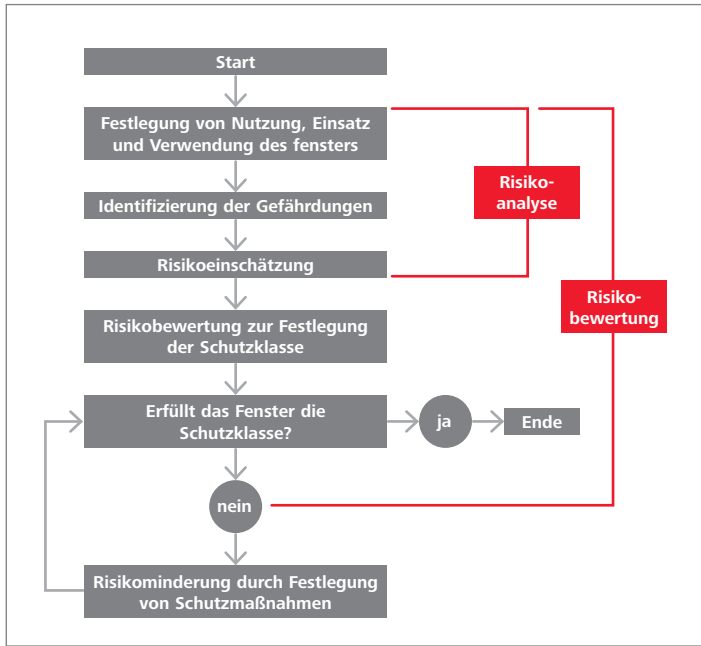 Start
Festlegung von Nutzung, Einsatz
und Verwendung des fensters
Identifizierung der Gefährdungen
Risikoeinschätzung
Risikobewertung zur Festlegung
der Schutzklasse
Erfüllt das Fenster die
Schutzklasse?
ja
Ende
nein
Risikominderung durch Festlegung
von Schutzmaßnahmen
Risiko-
analyse
Risiko-
bewertung